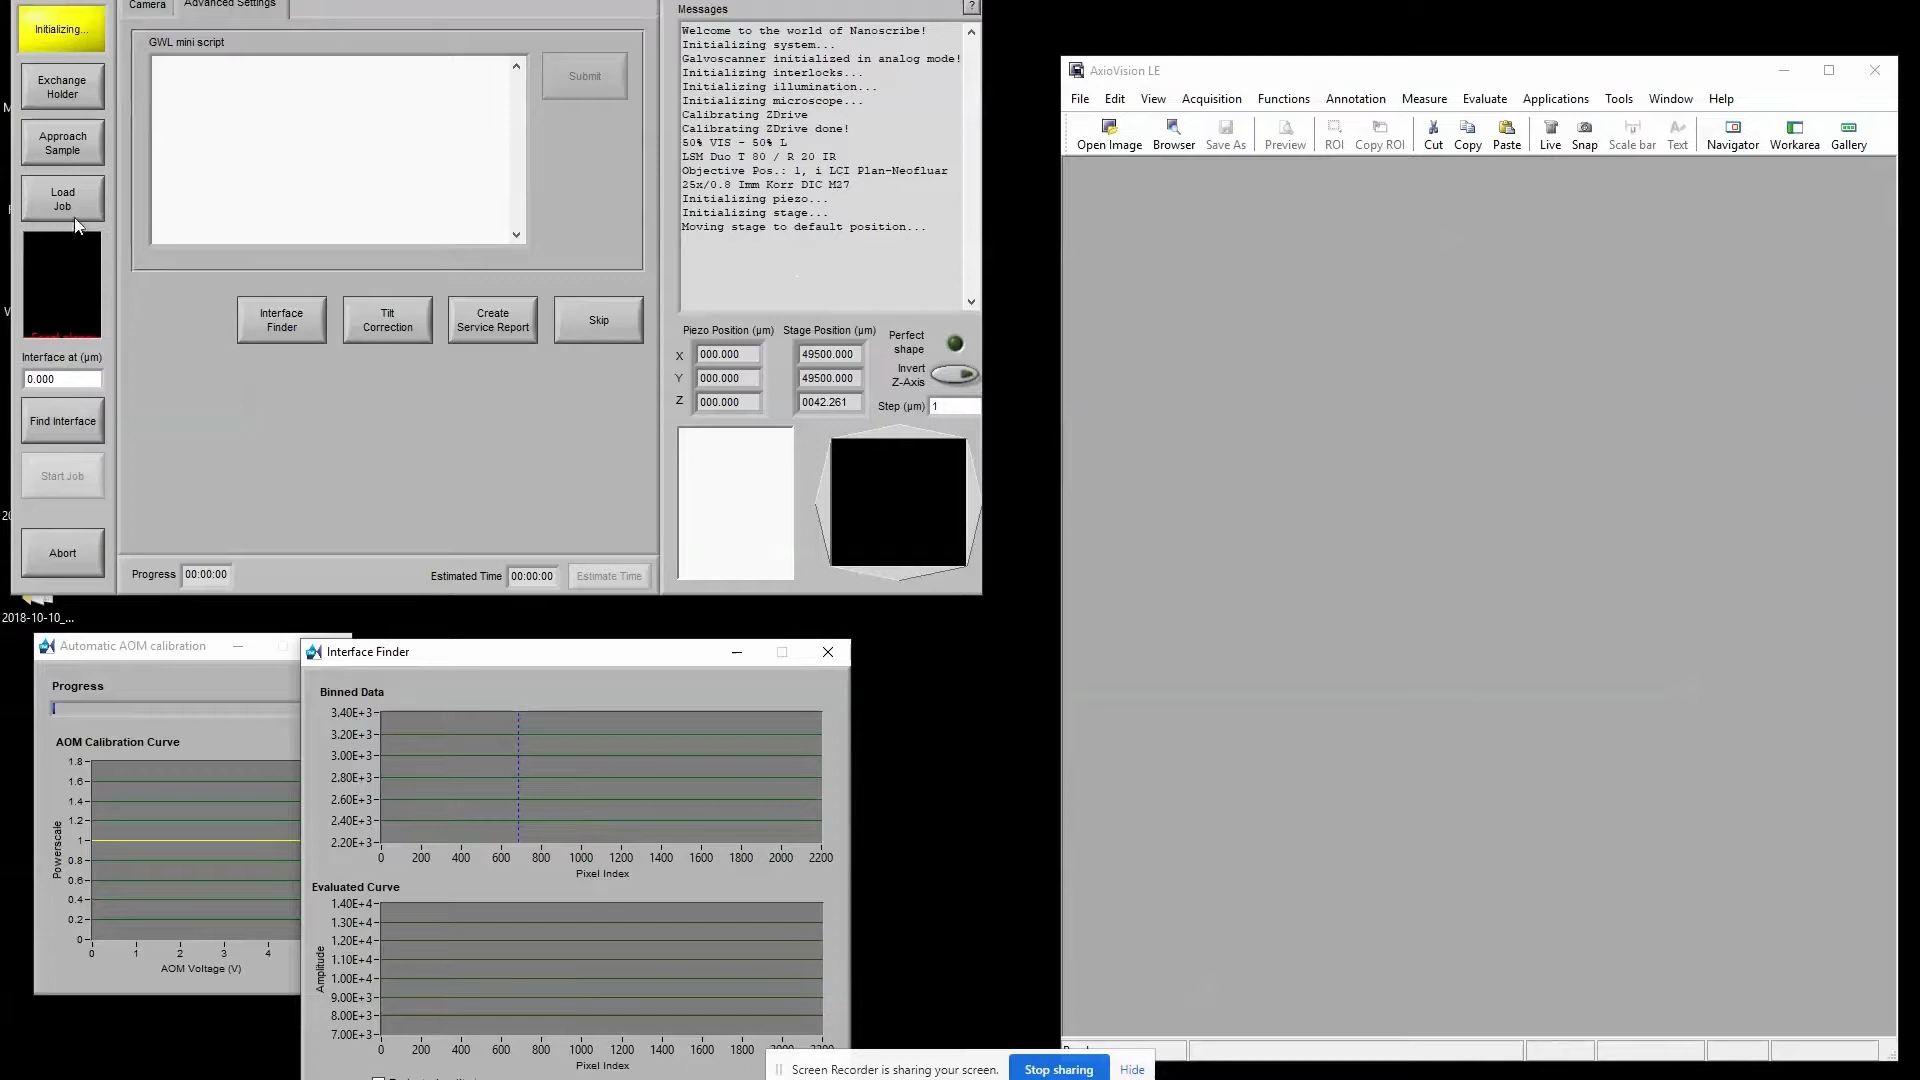 Initializing...
Exchange
Holder
Approach
Sample
Load
Job
Interface at (µm)
0.000
Find Interface
Start Job
Abort
Camera
Advanced Settings
GWL mini script
Submit
Interface
Finder
Tilt
Correction
Create
Service Report
Skip
Progress 00:00:00
Estimated Time 00:00:00 Estimate Time
Messages
?
Welcome to the world of Nanoscribe!
Initializing system...
Galvoscanner initialized in analog mode!
Initializing interlocks...
Initializing illumination...
Initializing microscope...
Calibrating ZDrive
Calibrating ZDrive done!
50% VIS - 50% L
LSM Duo T 80 / R 20 IR
Objective Pos.: 1, i LCI Plan-Neofluar
25x/0.8 Imm Korr DIC M27
Initializing piezo...
Initializing stage...
Moving stage to default position...
Piezo Position (µm) Stage Position (µm)
X 000.000 49500.000
Y 000.000 49500.000
Z 000.000 0042.261
Perfect
shape
Invert
Z-Axis
Step (µm) 1
2018-10-10_...
Automatic AOM calibration
Progress
AOM Calibration Curve
1.8
1.6
1.4
1.2
1
0.8
0.6
0.4
0.2
0
Powerscale
0 1 2 3 4
AOM Voltage (V)
Interface Finder
Binned Data
3.40E+3
3.20E+3
3.00E+3
2.80E+3
2.60E+3
2.40E+3
2.20E+3
0 200 400 600 800 1000 1200 1400 1600 1800 2000 2200
Pixel Index
Evaluated Curve
1.40E+4
1.30E+4
1.20E+4
1.10E+4
1.00E+4
9.00E+3
8.00E+3
7.00E+3
Amplitude
0 200 400 600 800 1000 1200 1400 1600 1800 2000 2200
Pixel Index
Screen Recorder is sharing your screen. Stop sharing Hide
AxioVision LE
File Edit View Acquisition Functions Annotation Measure Evaluate Applications Tools Window Help
Open Image Browser Save As Preview ROI Copy ROI Cut Copy Paste Live Snap Scale bar Text Navigator Workarea Gallery